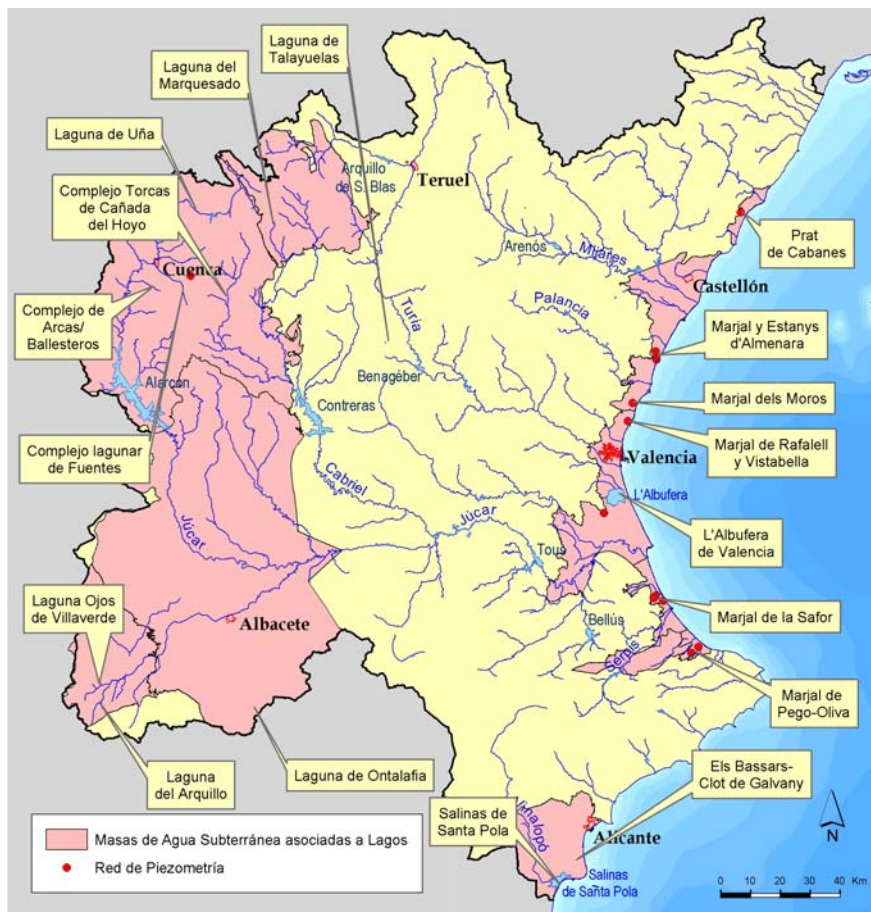 Laguna de
Talayuelas
Laguna del
Marquesado
Laguna de Uña
Complejo Torcas
de Cañada
del Hoyo
Complejo de
Arcas/
Ballesteros
Complejo lagunar
de Fuentes
Laguna Ojos
de Villaverde
Laguna
del Arquillo
Laguna de Ontalafia
Salinas de
Santa Pola
Els Bassars-
Clot de Galvany
Marjal de
Pego-Oliva
Marjal de la Safor
L'Albufera
de Valencia
Marjal de Rafalell
y Vistabella
Marjal dels Moros
Marjal y Estanys
d'Almenara
Prat
de Cabanes
Arquillo
de S. Blas
Teruel
Cuenca
Arenós
Mijares
Castellón
Palancia
Turia
Benagéber
Alarcón
Contreras
Valencia
Cabriel
L'Albufera
Júcar
Júcar
Tous
Albacete
Bellús
Serpis
Vinalopó
Alicante
Salinas
de Santa Pola
Masas de Agua Subterránea asociadas a Lagos
Red de Piezometría
N
0 10 20 30 40 Km